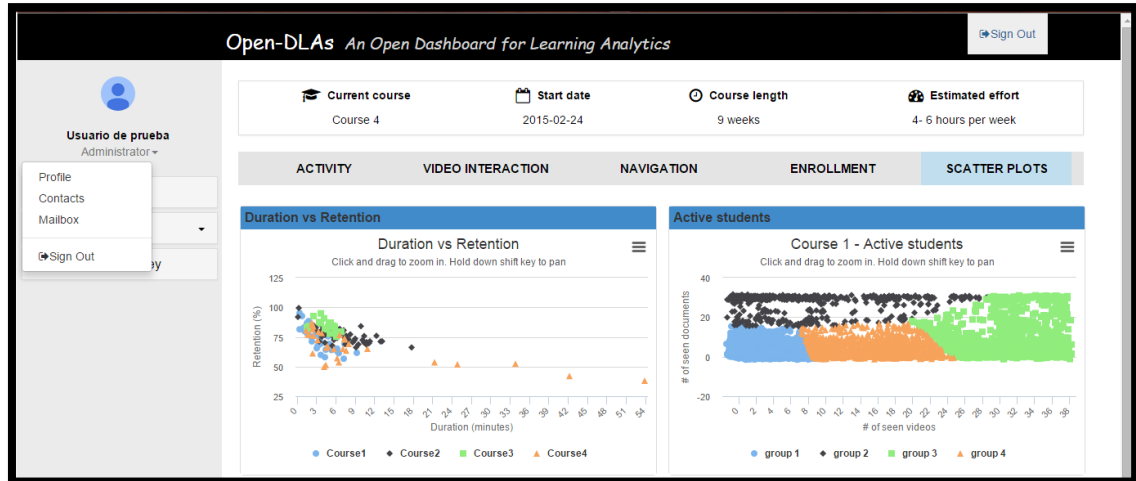 Open-DLAs An Open Dashboard for Learning Analytics
Sign Out
Usuario de prueba
Administrator
Profile
Contacts
Mailbox
Sign Out
ey
Current course
Start date
Course length
Estimated effort
Course 4
2015-02-24
9 weeks
4- 6 hours per week
ACTIVITY
VIDEO INTERACTION
NAVIGATION
ENROLLMENT
SCATTER PLOTS
Duration vs Retention
Duration vs Retention
Click and drag to zoom in. Hold down shift key to pan
125
100
75
50
25
Retention (%)
0 3 6 9 12 15 18 21 24 27 30 33 36 39 42 45 48 51 54
Duration (minutes)
Course1 Course2 Course3 Course4
Active students
Course 1 - Active students
Click and drag to zoom in. Hold down shift key to pan
40
20
0
-20
# of seen documents
0 2 4 6 8 10 12 14 16 18 20 22 24 26 28 30 32 34 36 38
# of seen videos
group 1 group 2 group 3 group 4